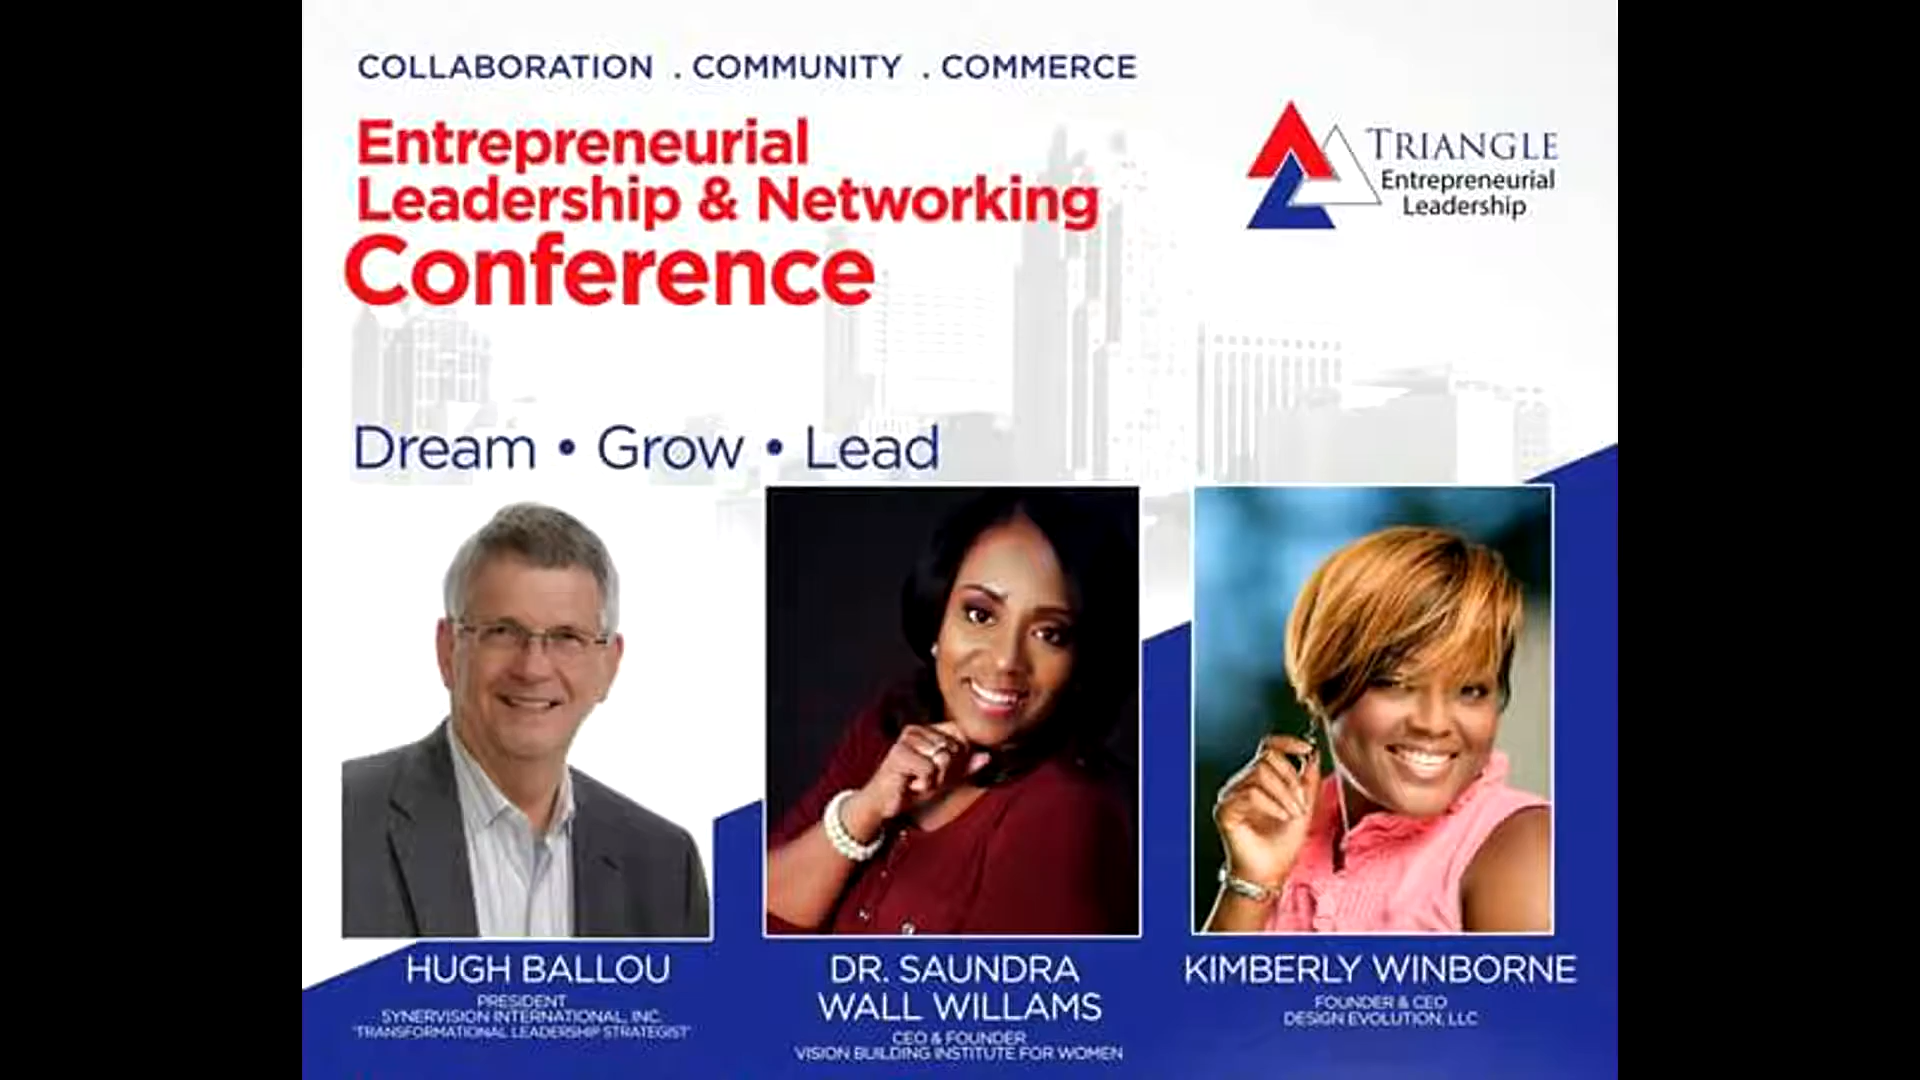 COLLABORATION . COMMUNITY . COMMERCE
Entrepreneurial
Leadership & Networking
Conference
TRIANGLE
Entrepreneurial
Leadership
Dream • Grow • Lead
HUGH BALLOU
PRESIDENT
SYNERVISION INTERNATIONAL, INC.
"TRANSFORMATIONAL LEADERSHIP STRATEGIST"
DR. SAUNDRA
WALL WILLAMS
CEO & FOUNDER
VISION BUILDING INSTITUTE FOR WOMEN
KIMBERLY WINBORNE
FOUNDER & CEO
DESIGN EVOLUTION, LLC